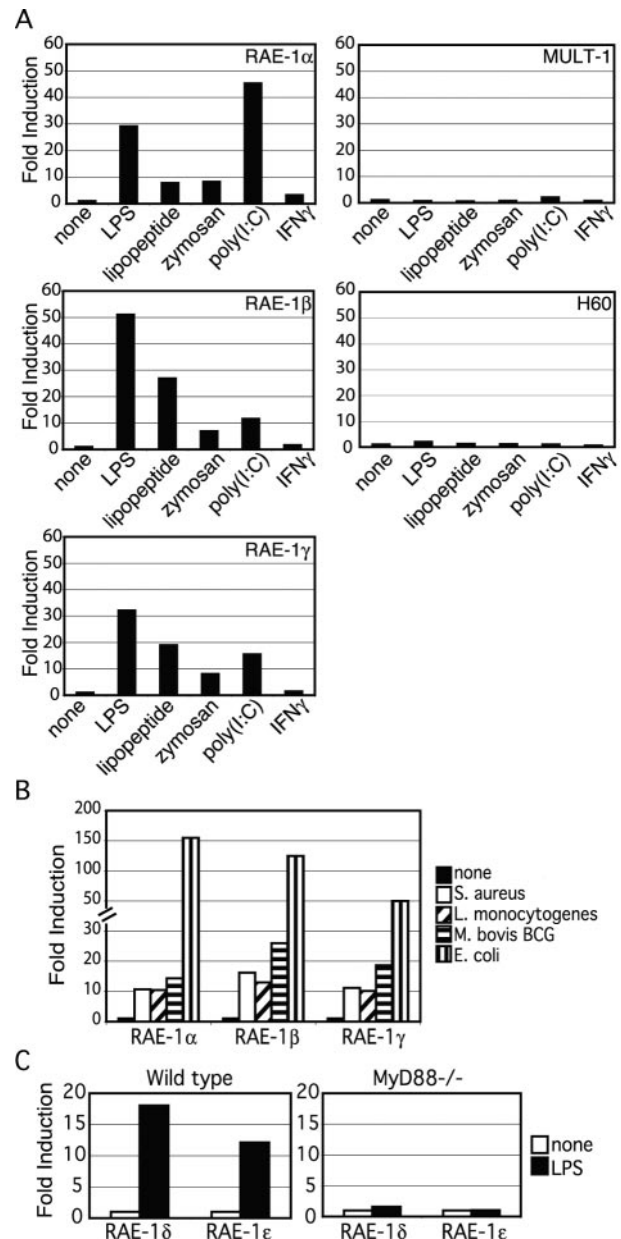 A
RAE-1α
Fold Induction
60
50
40
30
20
10
0
none
LPS
lipopeptide
zymosan
poly(I:C)
IFNγ
MULT-1
60
50
40
30
20
10
0
none
LPS
lipopeptide
zymosan
poly(I:C)
IFNγ
RAE-1β
Fold Induction
60
50
40
30
20
10
0
none
LPS
lipopeptide
zymosan
poly(I:C)
IFNγ
H60
60
50
40
30
20
10
0
none
LPS
lipopeptide
zymosan
poly(I:C)
IFNγ
RAE-1γ
Fold Induction
60
50
40
30
20
10
0
none
LPS
lipopeptide
zymosan
poly(I:C)
IFNγ
B
Fold Induction
200
150
100
50
30
20
10
0
RAE-1α
RAE-1β
RAE-1γ
none
S. aureus
L. monocytogenes
M. bovis BCG
E. coli
C
Wild type
Fold Induction
20
15
10
5
0
RAE-1δ
RAE-1ε
MyD88-/-
20
15
10
5
0
RAE-1δ
RAE-1ε
none
LPS